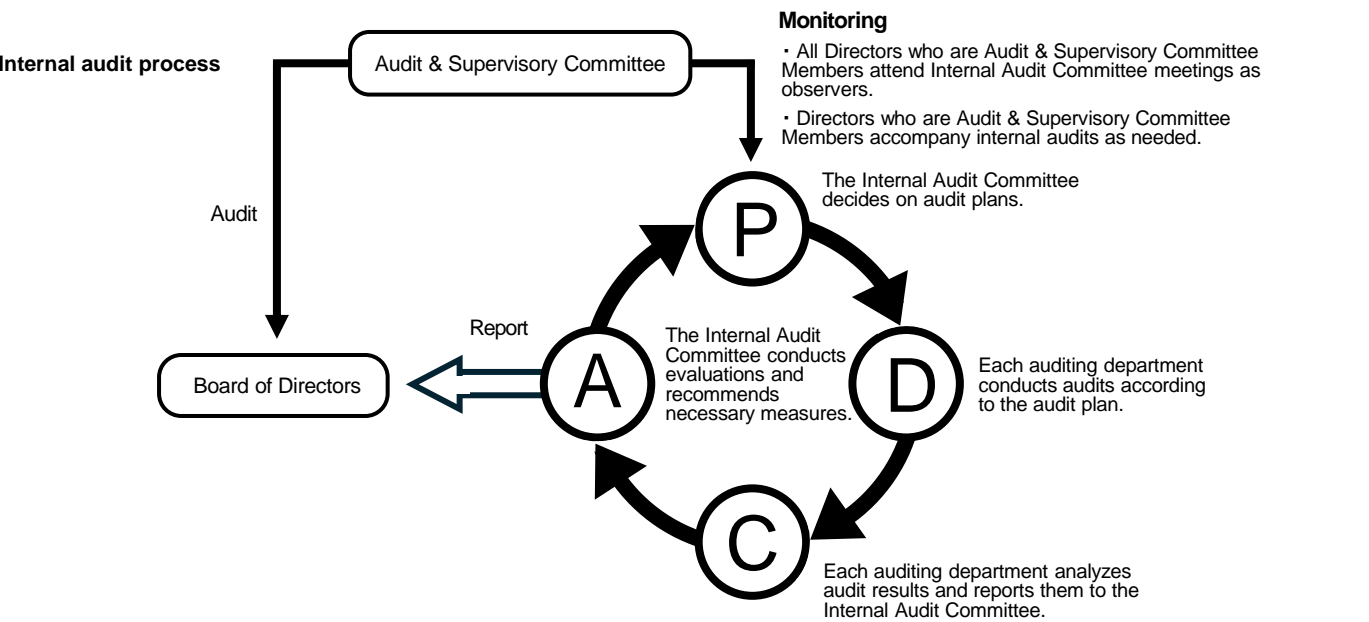 Internal audit process
Audit & Supervisory Committee
Monitoring
・All Directors who are Audit & Supervisory Committee
Members attend Internal Audit Committee meetings as
observers.
・Directors who are Audit & Supervisory Committee
Members accompany internal audits as needed.
Audit
P
The Internal Audit Committee
decides on audit plans.
Report
Board of Directors
A
The Internal Audit
Committee conducts
evaluations and
recommends
necessary measures.
D
Each auditing department
conducts audits according
to the audit plan.
C
Each auditing department analyzes
audit results and reports them to the
Internal Audit Committee.